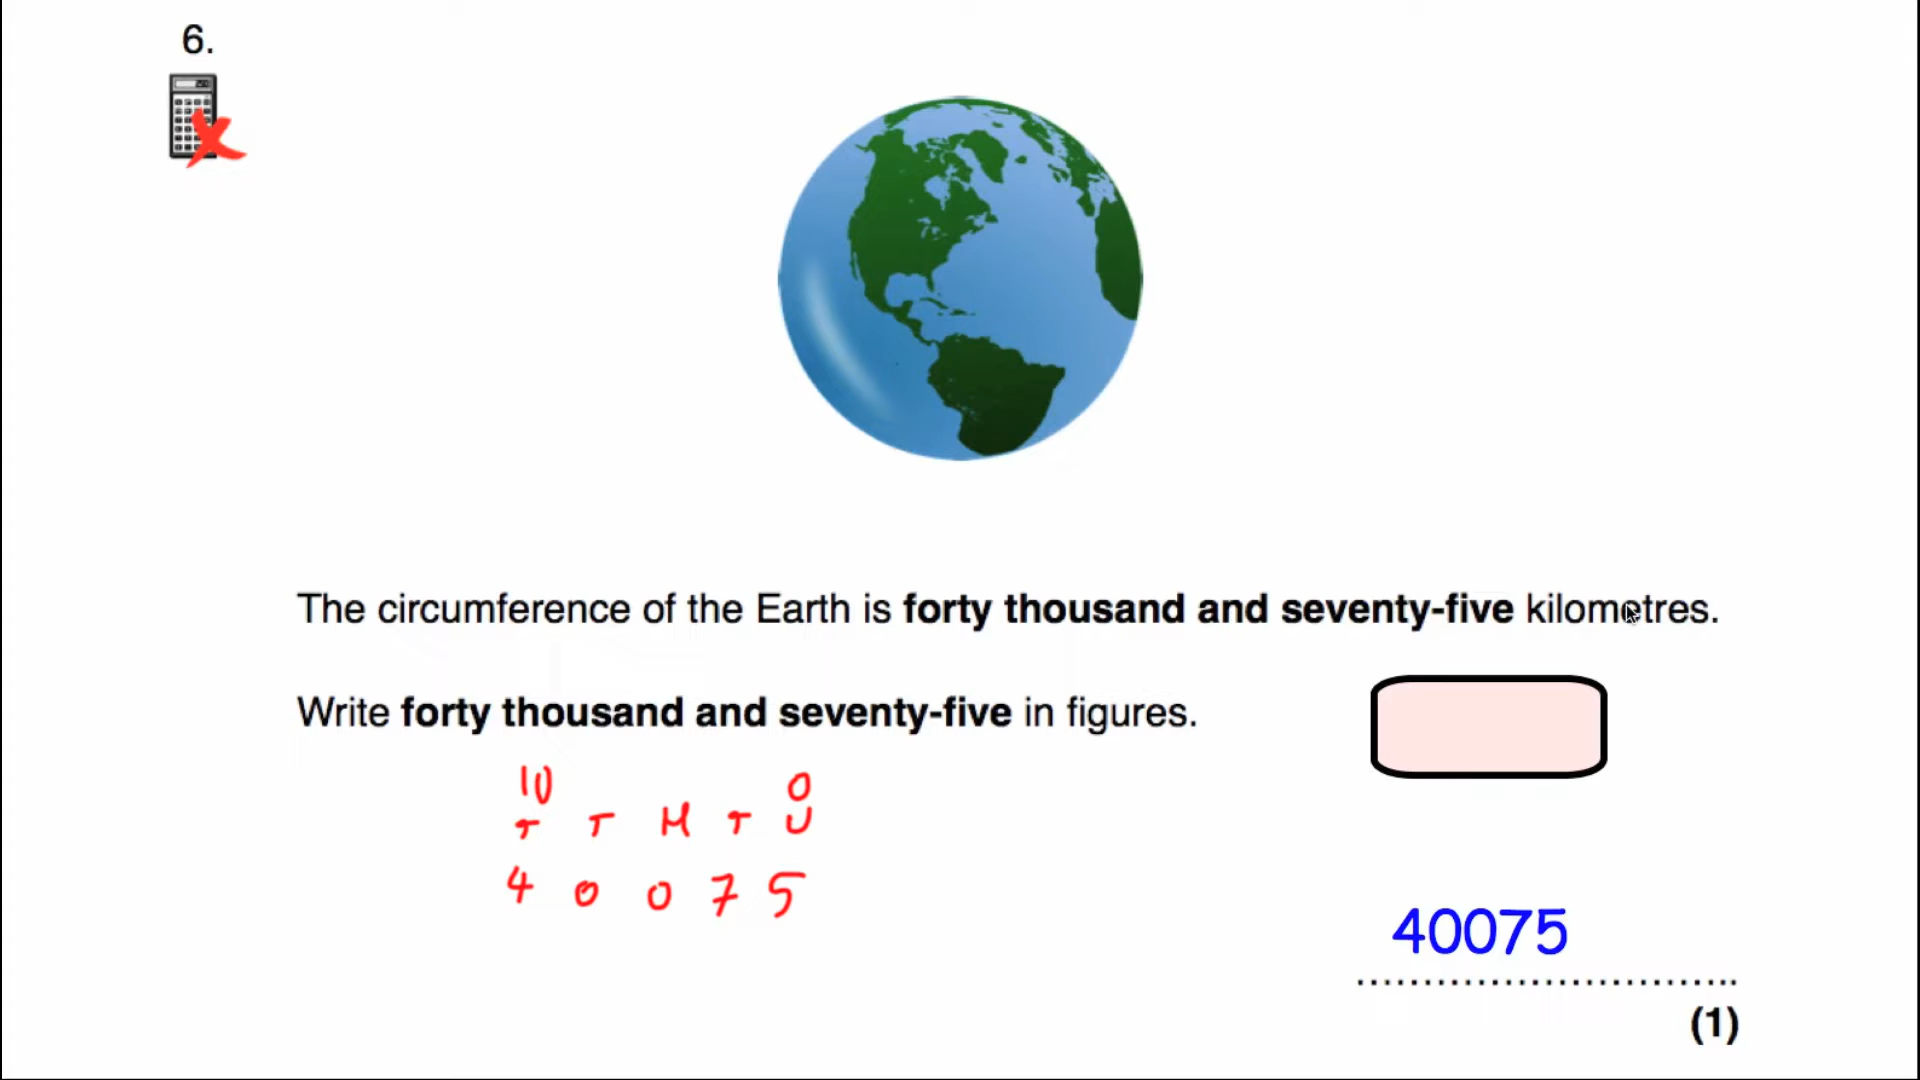 6.
The circumference of the Earth is forty thousand and seventy-five kilometres.
Write forty thousand and seventy-five in figures.
10 O
T T H T U
4 0 0 7 5
40075
(1)